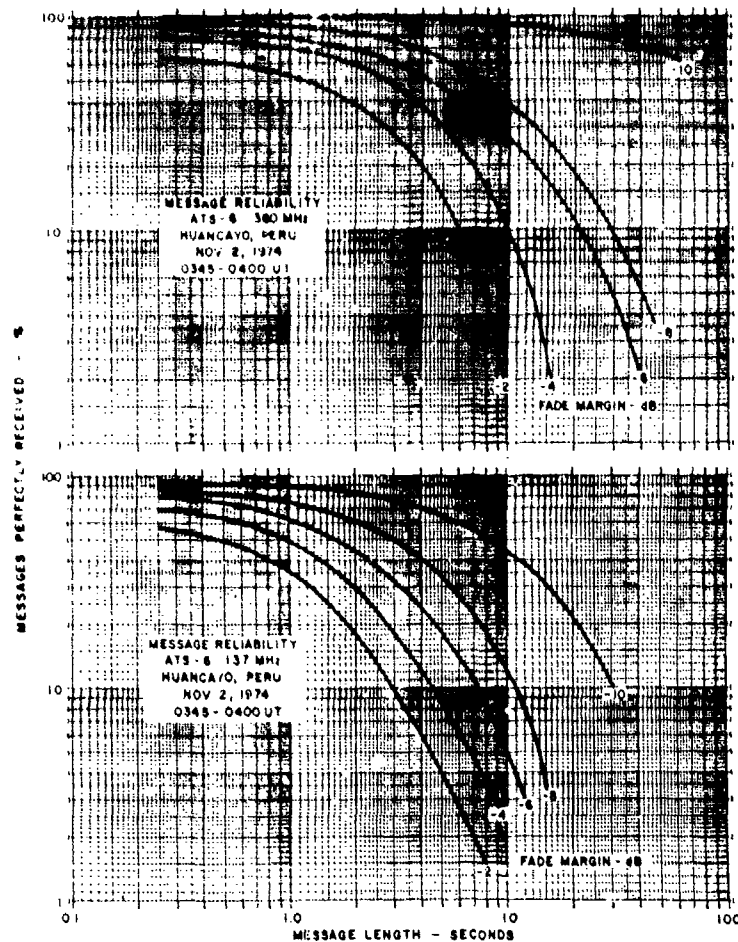 100
10
1
MESSAGE RELIABILITY
ATS-6 360 MHz
HUANCAYO, PERU
NOV 2, 1974
0345-0400 UT
-10
-8
-6
-4
-2
FADE MARGIN - dB
MESSAGES PERFECTLY RECEIVED - %
100
10
1
MESSAGE RELIABILITY
ATS-6 137 MHz
HUANCAYO, PERU
NOV 2, 1974
0345-0400 UT
-10
-8
-6
-4
-2
FADE MARGIN - dB
0.1
1.0
10
100
MESSAGE LENGTH - SECONDS